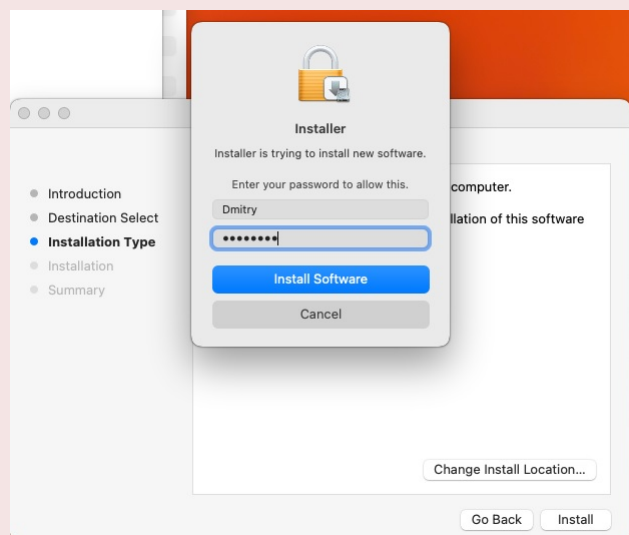 Installer
Installer is trying to install new software.
Enter your password to allow this.
Dmitry
••••••••
Install Software
Cancel
Introduction
Destination Select
Installation Type
Installation
Summary
computer.
llation of this software
Change Install Location...
Go Back
Install